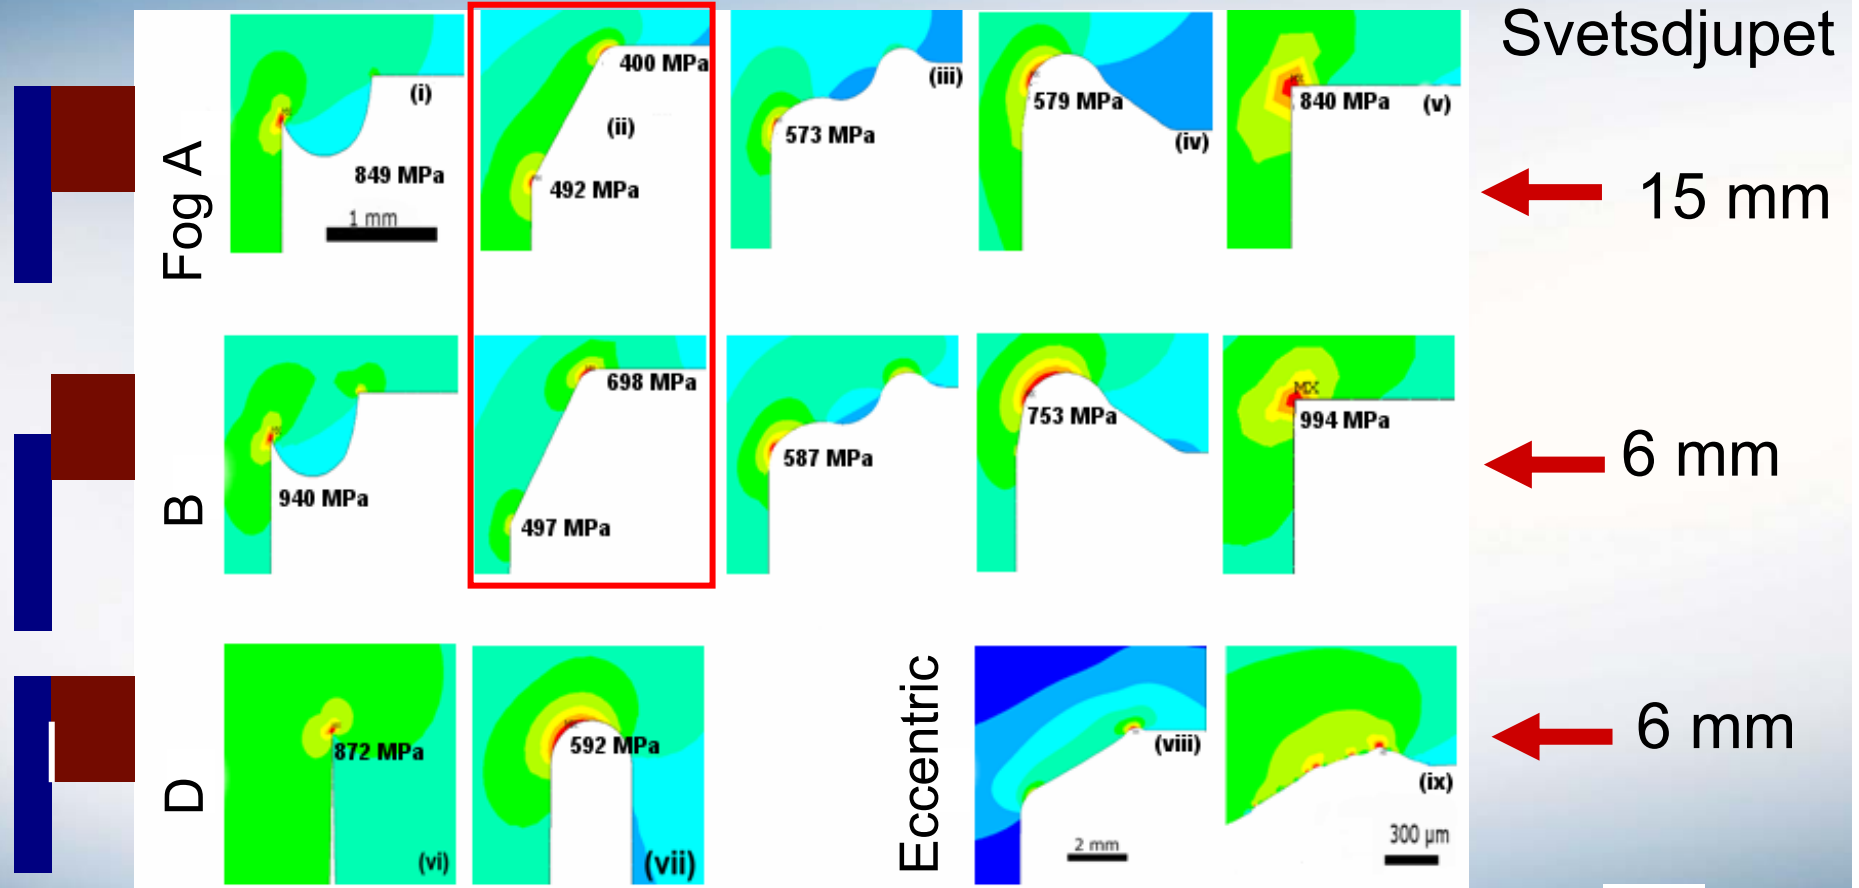 Svetsdjupet
Fog A
(i)
849 MPa
1 mm
400 MPa
(ii)
492 MPa
(iii)
573 MPa
579 MPa
(iv)
840 MPa
(v)
15 mm
B
940 MPa
698 MPa
497 MPa
587 MPa
753 MPa
MX
994 MPa
6 mm
D
872 MPa
(vi)
592 MPa
(vii)
Eccentric
(viii)
2 mm
(ix)
300 µm
6 mm